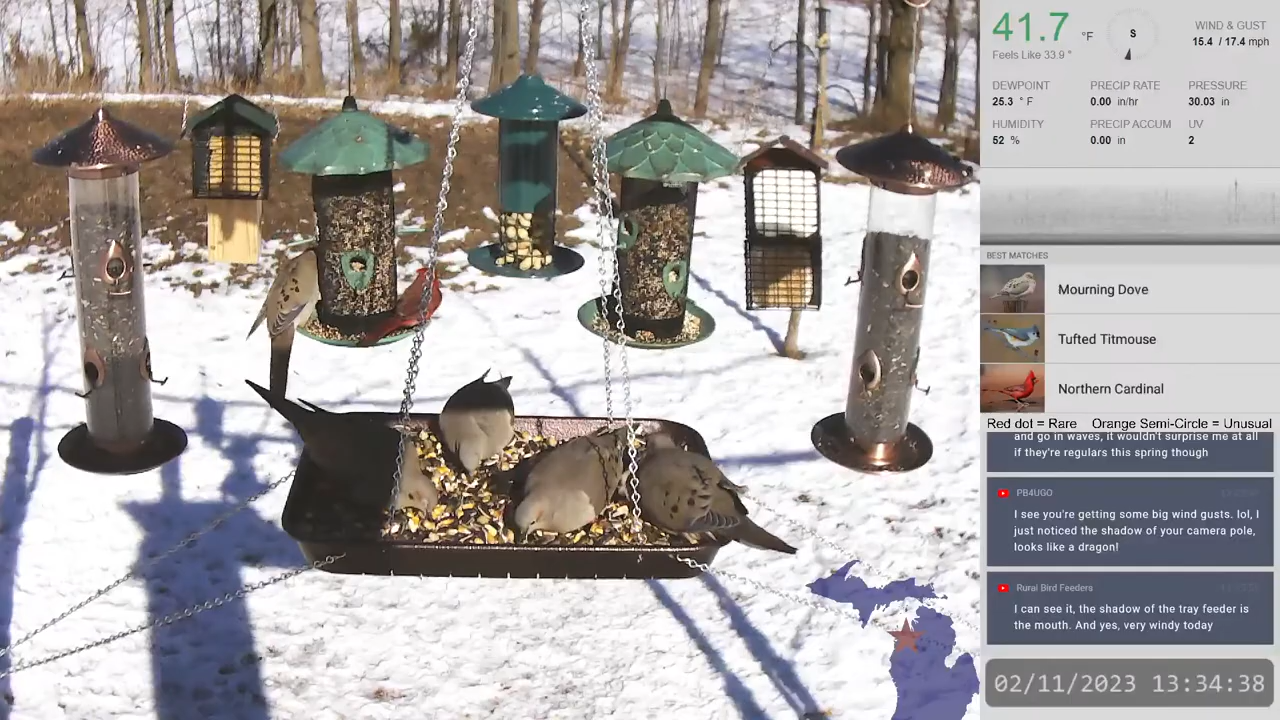 41.7 °F
Feels Like 33.9 °
S
WIND & GUST
15.4 / 17.4 mph
DEWPOINT
25.3 ° F
PRECIP RATE
0.00 in/hr
PRESSURE
30.03 in
HUMIDITY
52 %
PRECIP ACCUM
0.00 in
UV
2
BEST MATCHES
Mourning Dove
Tufted Titmouse
Northern Cardinal
Red dot = Rare Orange Semi-Circle = Unusual
and go in waves, it wouldn't surprise me at all
if they're regulars this spring though
PB4UGO
I see you're getting some big wind gusts. lol, I
just noticed the shadow of your camera pole,
looks like a dragon!
Rural Bird Feeders
I can see it, the shadow of the tray feeder is
the mouth. And yes, very windy today
02/11/2023 13:34:38